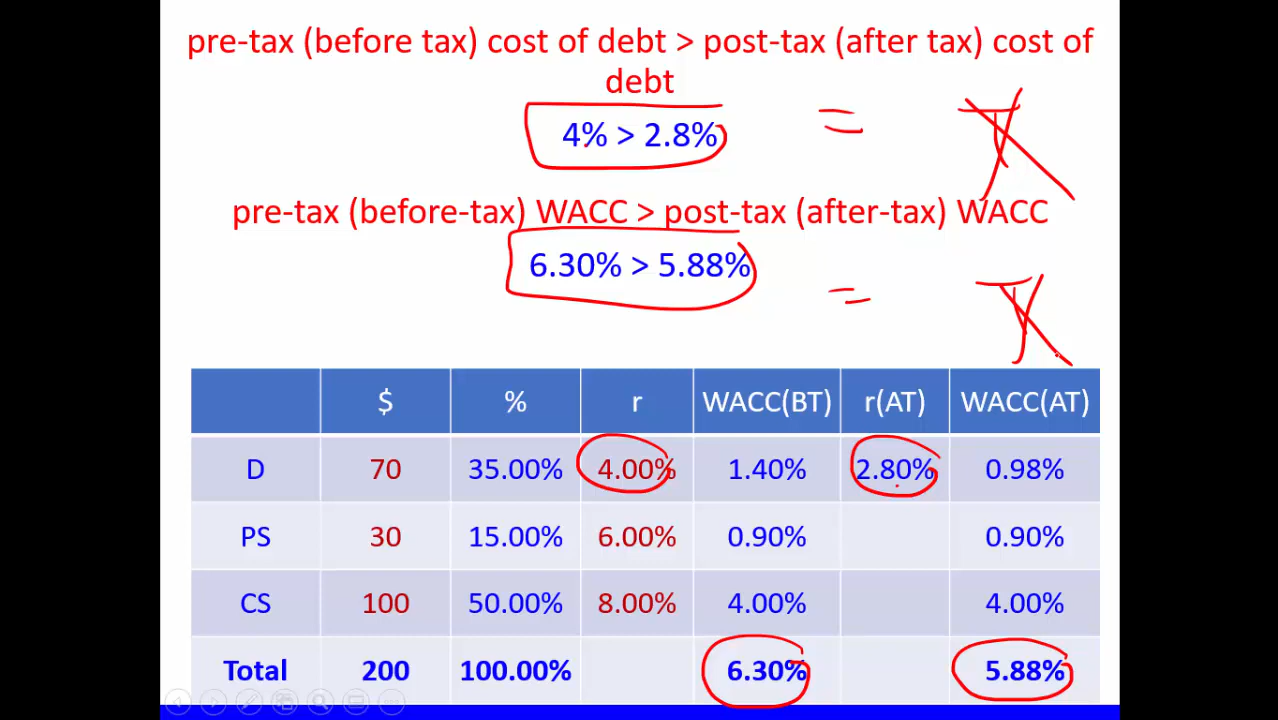 pre-tax (before tax) cost of debt > post-tax (after tax) cost of
debt
4% > 2.8% =
pre-tax (before-tax) WACC > post-tax (after-tax) WACC
6.30% > 5.88%
=
$ % r WACC(BT) r(AT) WACC(AT)
D 70 35.00% 4.00% 1.40% 2.80% 0.98%
PS 30 15.00% 6.00% 0.90% 0.90%
CS 100 50.00% 8.00% 4.00% 4.00%
Total 200 100.00% 6.30% 5.88%